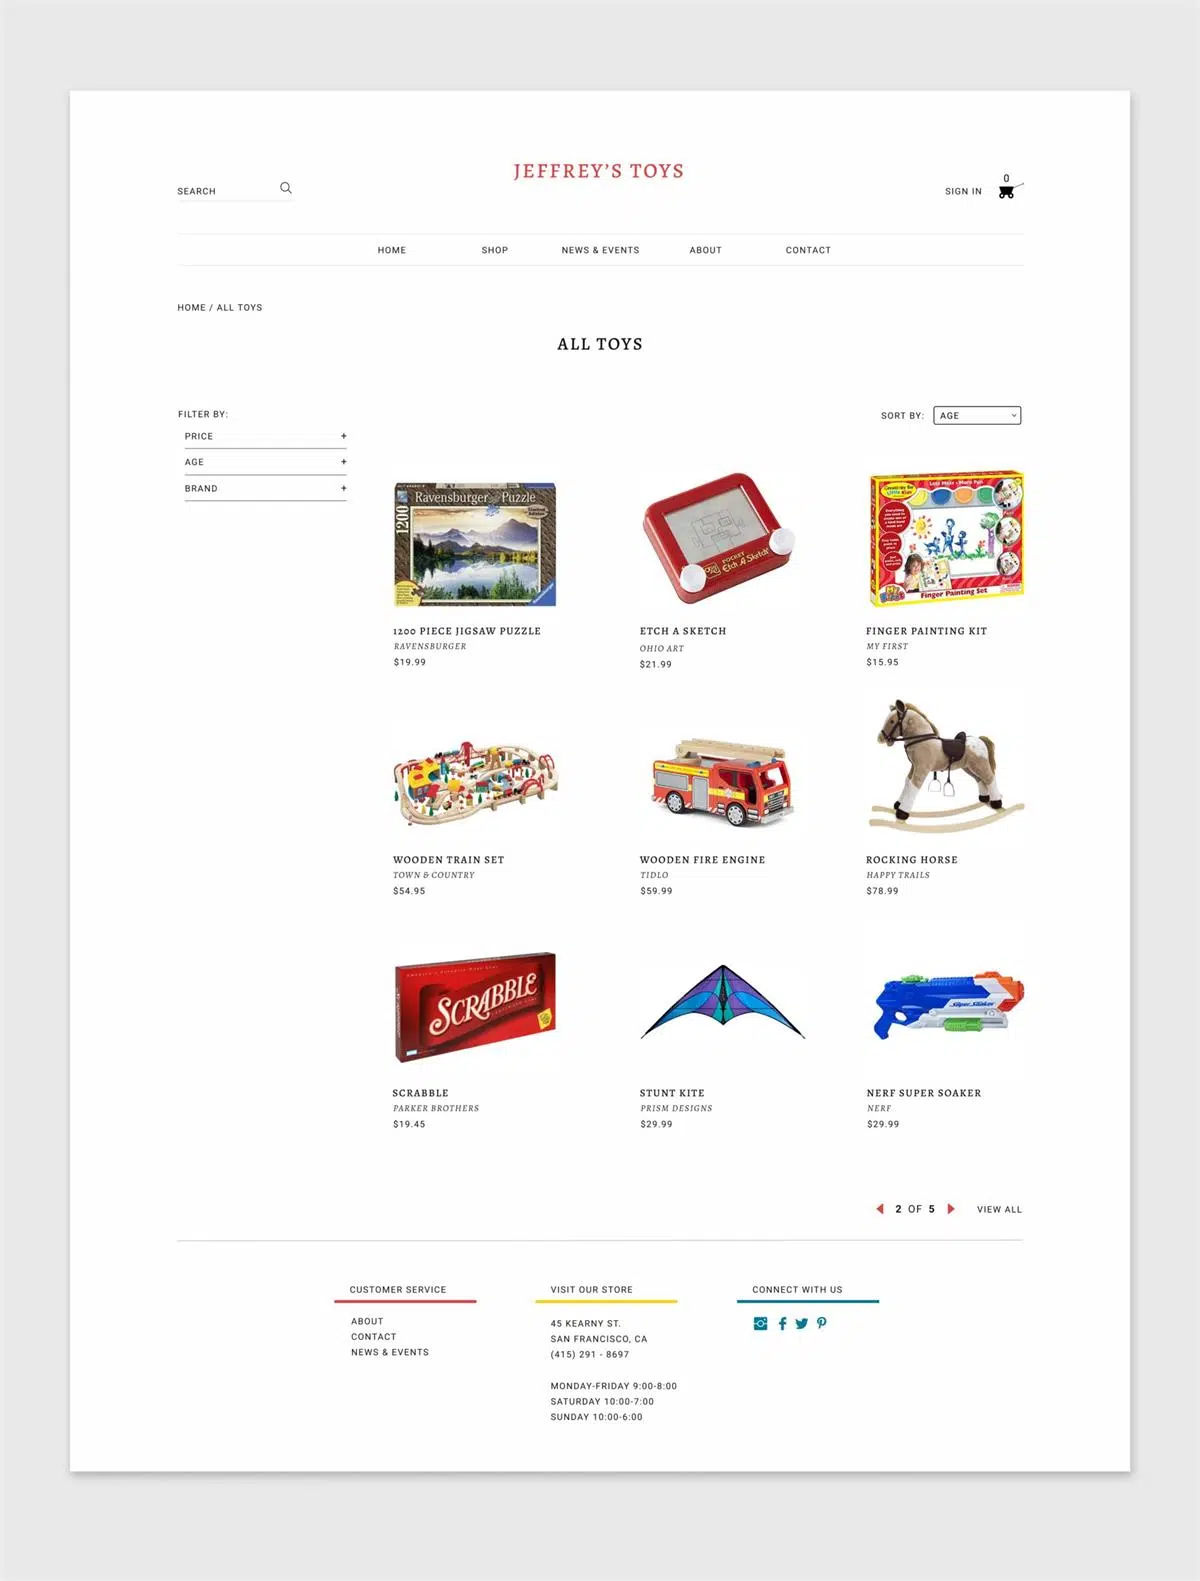 JEFFREY'S TOYS
SEARCH
0
SIGN IN
HOME SHOP NEWS & EVENTS ABOUT CONTACT
HOME / ALL TOYS
ALL TOYS
FILTER BY:
PRICE +
AGE +
BRAND +
SORT BY: AGE
Ravensburger Puzzle
1200
POCKET
Etch A Sketch
Less Mess - More Fun
Finger Painting Set
1200 PIECE JIGSAW PUZZLE
RAVENSBURGER
$19.99
ETCH A SKETCH
OHIO ART
$21.99
FINGER PAINTING KIT
MY FIRST
$15.95
WOODEN TRAIN SET
TOWN & COUNTRY
$54.95
WOODEN FIRE ENGINE
TIDLO
$59.99
ROCKING HORSE
HAPPY TRAILS
$78.99
SCRABBLE
Super Soaker
SCRABBLE
PARKER BROTHERS
$19.45
STUNT KITE
PRISM DESIGNS
$29.99
NERF SUPER SOAKER
NERF
$29.99
2 OF 5 VIEW ALL
CUSTOMER SERVICE
ABOUT
CONTACT
NEWS & EVENTS
VISIT OUR STORE
45 KEARNY ST.
SAN FRANCISCO, CA
(415) 291 - 8697
MONDAY-FRIDAY 9:00-8:00
SATURDAY 10:00-7:00
SUNDAY 10:00-6:00
CONNECT WITH US